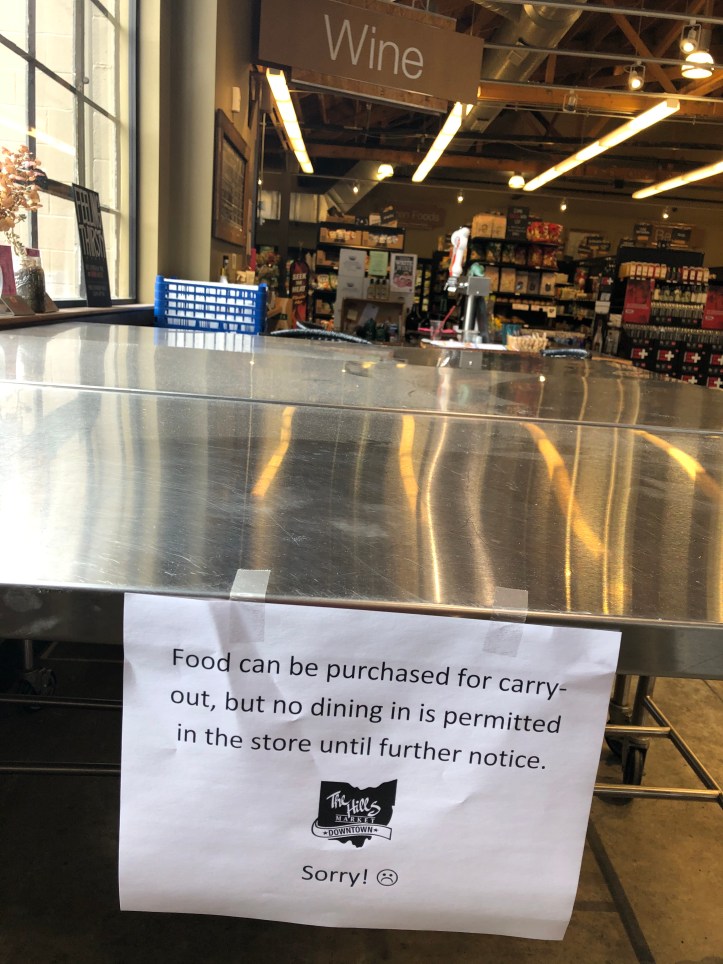 Wine
Food can be purchased for carry-
out, but no dining in is permitted
in the store until further notice.
The Hills
MARKET
DOWNTOWN
Sorry! ☹